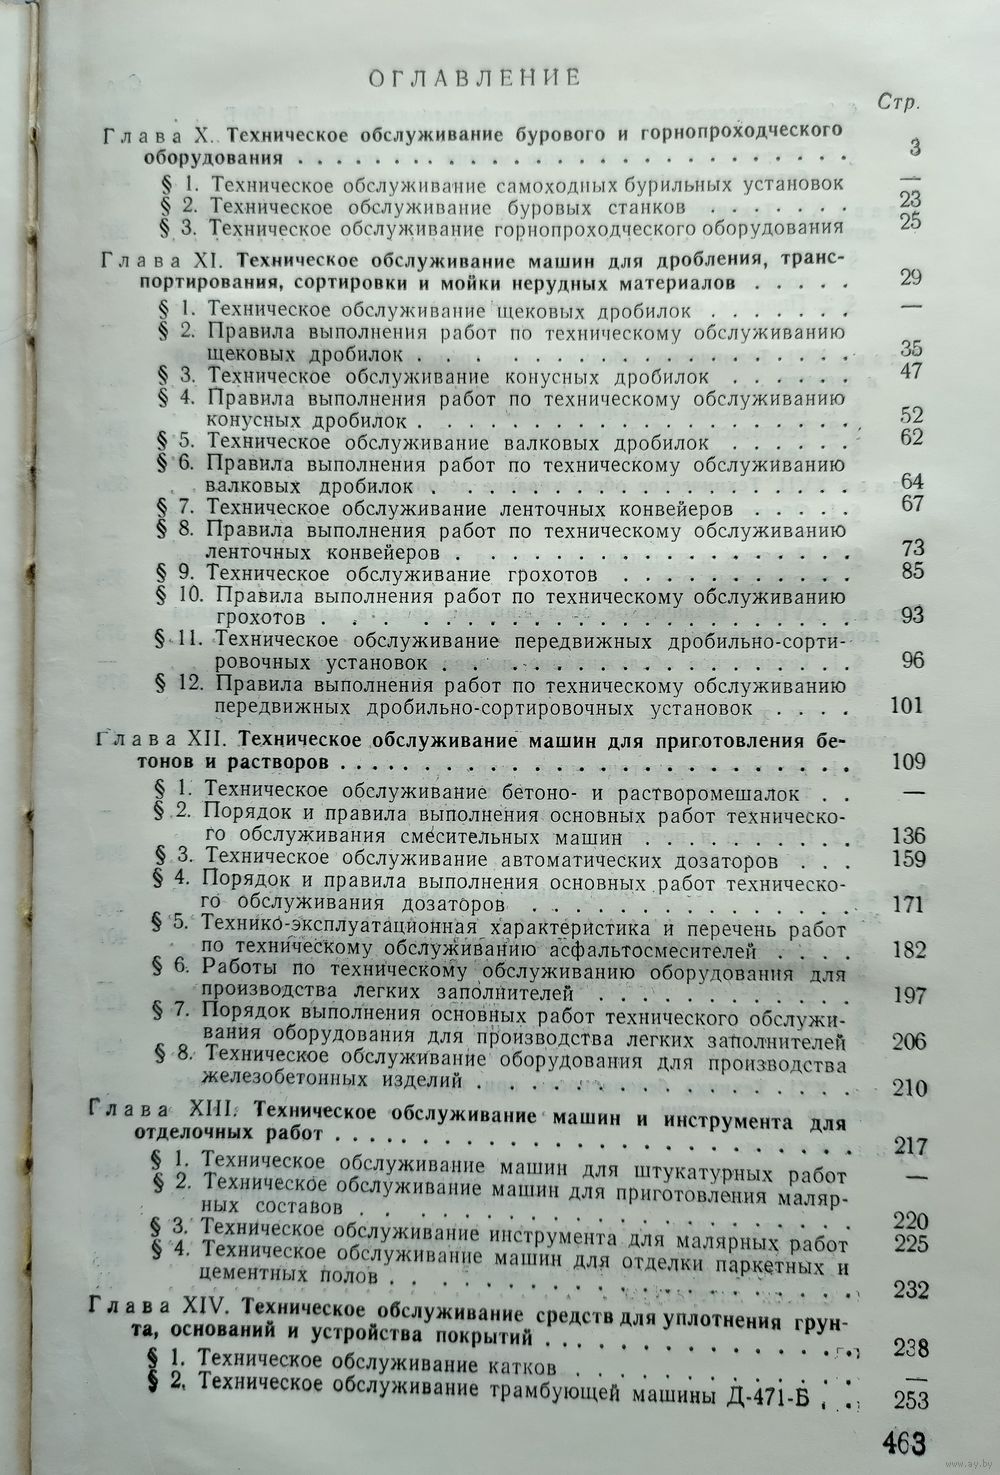 ОГЛАВЛЕНИЕ
Стр.
Глава X. Техническое обслуживание бурового и горнопроходческого
оборудования . . . . . . . . . . . . . . . . . . . . . . . . 3
§ 1. Техническое обслуживание самоходных бурильных установок —
§ 2. Техническое обслуживание буровых станков . . . . . . . 23
§ 3. Техническое обслуживание горнопроходческого оборудования 25
Глава XI. Техническое обслуживание машин для дробления, транс-
портирования, сортировки и мойки нерудных материалов . . . . . 29
§ 1. Техническое обслуживание щековых дробилок . . . . . . . —
§ 2. Правила выполнения работ по техническому обслуживанию
щековых дробилок . . . . . . . . . . . . . . . . . . . 35
§ 3. Техническое обслуживание конусных дробилок . . . . . . 47
§ 4. Правила выполнения работ по техническому обслуживанию
конусных дробилок . . . . . . . . . . . . . . . . . . . 52
§ 5. Техническое обслуживание валковых дробилок . . . . . . 62
§ 6. Правила выполнения работ по техническому обслуживанию
валковых дробилок . . . . . . . . . . . . . . . . . . 64
§ 7. Техническое обслуживание ленточных конвейеров . . . . . 67
§ 8. Правила выполнения работ по техническому обслуживанию
ленточных конвейеров . . . . . . . . . . . . . . . . . 73
§ 9. Техническое обслуживание грохотов . . . . . . . . . . . 85
§ 10. Правила выполнения работ по техническому обслуживанию
грохотов . . . . . . . . . . . . . . . . . . . . . . . 93
§ 11. Техническое обслуживание передвижных дробильно-сорти-
ровочных установок . . . . . . . . . . . . . . . . . . 96
§ 12. Правила выполнения работ по техническому обслуживанию
передвижных дробильно-сортировочных установок . . . . 101
Глава XII. Техническое обслуживание машин для приготовления бе-
тонов и растворов . . . . . . . . . . . . . . . . . . . . . . . . 109
§ 1. Техническое обслуживание бетоно- и растворомешалок . . —
§ 2. Порядок и правила выполнения основных работ техническо-
го обслуживания смесительных машин . . . . . . . . . . 136
§ 3. Техническое обслуживание автоматических дозаторов . . . 159
§ 4. Порядок и правила выполнения основных работ техническо-
го обслуживания дозаторов . . . . . . . . . . . . . . . 171
§ 5. Технико-эксплуатационная характеристика и перечень работ
по техническому обслуживанию асфальтосмесителей . . . . 182
§ 6. Работы по техническому обслуживанию оборудования для
производства легких заполнителей . . . . . . . . . . . . 197
§ 7. Порядок выполнения основных работ технического обслужи-
вания оборудования для производства легких заполнителей 206
§ 8. Техническое обслуживание оборудования для производства
железобетонных изделий . . . . . . . . . . . . . . . . . 210
Глава XIII. Техническое обслуживание машин и инструмента для
отделочных работ . . . . . . . . . . . . . . . . . . . . . . . . 217
§ 1. Техническое обслуживание машин для штукатурных работ —
§ 2. Техническое обслуживание машин для приготовления маляр-
ных составов . . . . . . . . . . . . . . . . . . . . . . 220
§ 3. Техническое обслуживание инструмента для малярных работ 225
§ 4. Техническое обслуживание машин для отделки паркетных и
цементных полов . . . . . . . . . . . . . . . . . . . . 232
Глава XIV. Техническое обслуживание средств для уплотнения грун-
та, оснований и устройства покрытий . . . . . . . . . . . . . . 238
§ 1. Техническое обслуживание катков . . . . . . . . . . . . —
§ 2. Техническое обслуживание трамбующей машины Д-471-Б . . 253
463
www.ay.by